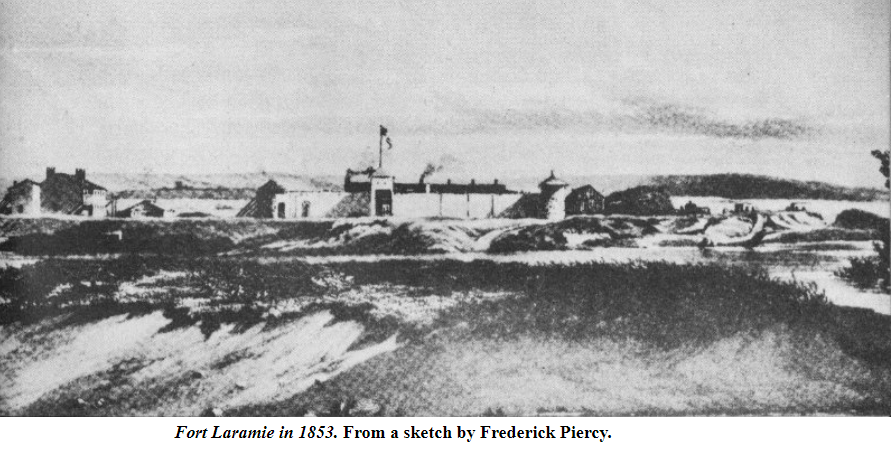 Fort Laramie in 1853. From a sketch by Frederick Piercy.